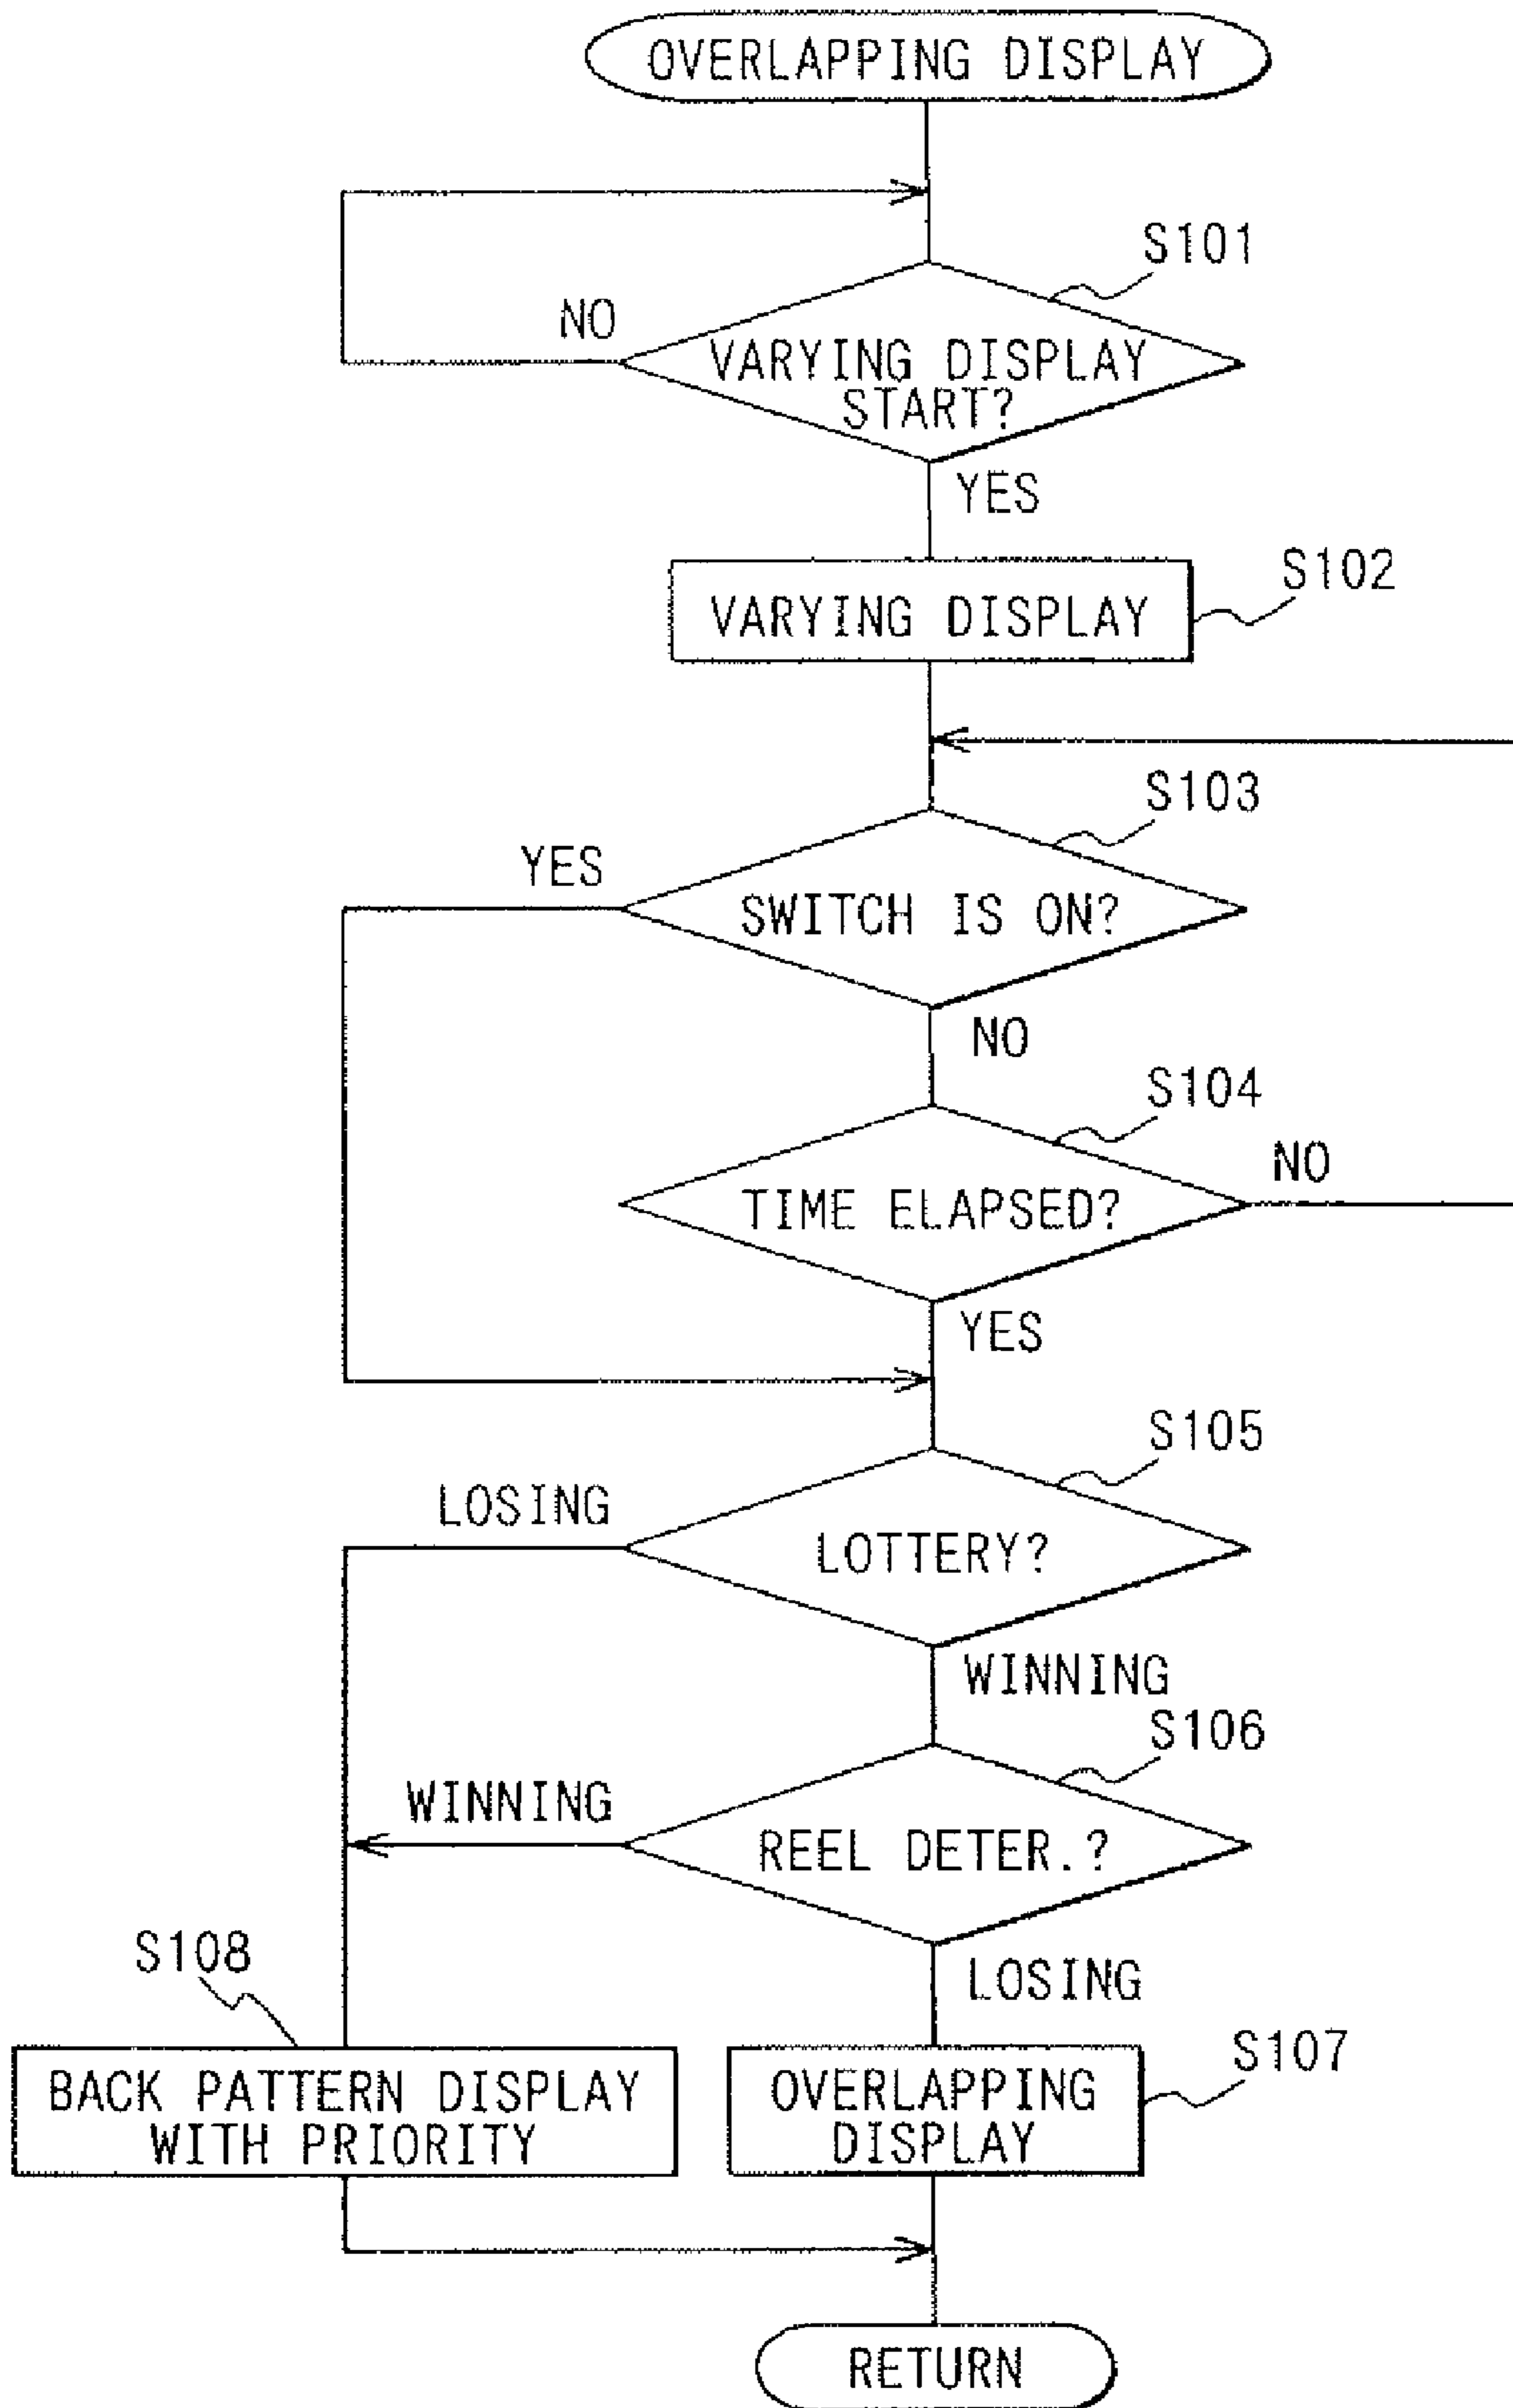 OVERLAPPING DISPLAY
S101
NO
VARYING DISPLAY
START?
YES
S102
VARYING DISPLAY
S103
YES
SWITCH IS ON?
NO
S104
NO
TIME ELAPSED?
YES
S105
LOSING
LOTTERY?
WINNING
S106
WINNING
REEL DETER.?
LOSING
S108
S107
BACK PATTERN DISPLAY
WITH PRIORITY
OVERLAPPING
DISPLAY
RETURN